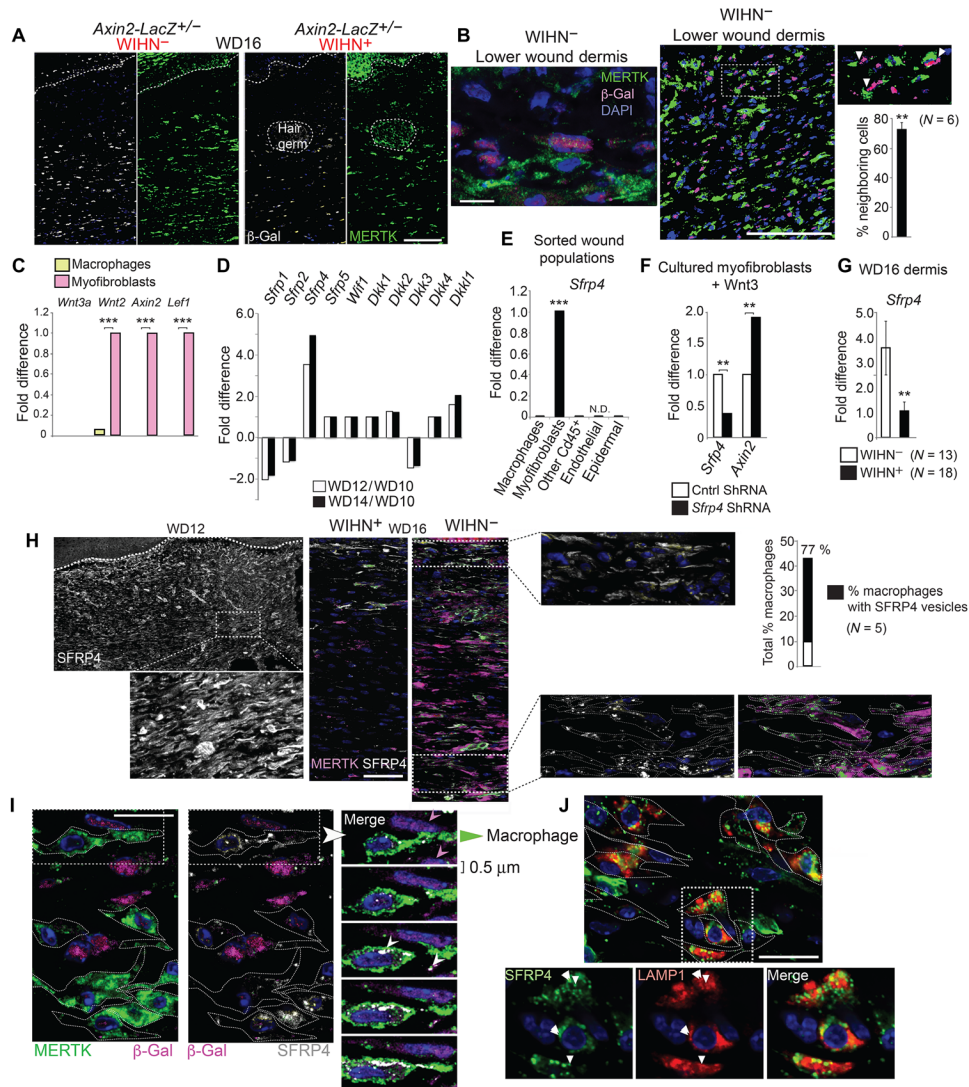 A
Axin2-LacZ+/–
WIHN–
WD16
Axin2-LacZ+/–
WIHN+
Hair
germ
β-Gal
MERTK
B
WIHN–
Lower wound dermis
MERTK
β-Gal
DAPI
WIHN–
Lower wound dermis
**
(N = 6)
% neighboring cells
80
60
40
20
0
C
Macrophages
Myofibroblasts
Wnt3a Wnt2 Axin2 Lef1
*** *** ***
Fold difference
1.2
1.0
0.8
0.6
0.4
0.2
0
D
Sfrp1
Sfrp2
Sfrp4
Sfrp5
Wif1
Dkk1
Dkk2
Dkk3
Dkk4
Dkkl1
Fold difference
6.0
4.0
2.0
0
−2.0
WD12/WD10
WD14/WD10
E
Sorted wound
populations
Sfrp4
***
Fold difference
1.2
1.0
0.8
0.6
0.4
0.2
0
N.D.
Macrophages
Myofibroblasts
Other Cd45+
Endothelial
Epidermal
F
Cultured myofibroblasts
+ Wnt3
** **
Fold difference
2.0
1.5
1.0
0.5
0
Srfp4
Axin2
Cntrl ShRNA
Sfrp4 ShRNA
G
WD16 dermis
Sfrp4
**
Fold difference
5.0
4.0
3.0
2.0
1.0
0
WIHN– (N = 13)
WIHN+ (N = 18)
H
WD12
SFRP4
WIHN+ WD16 WIHN–
MERTK SFRP4
Total % macrophages
50
40
30
20
10
0
77 %
% macrophages
with SFRP4 vesicles
(N = 5)
I
MERTK β-Gal
β-Gal SFRP4
Merge
Macrophage
0.5 μm
J
SFRP4
LAMP1
Merge